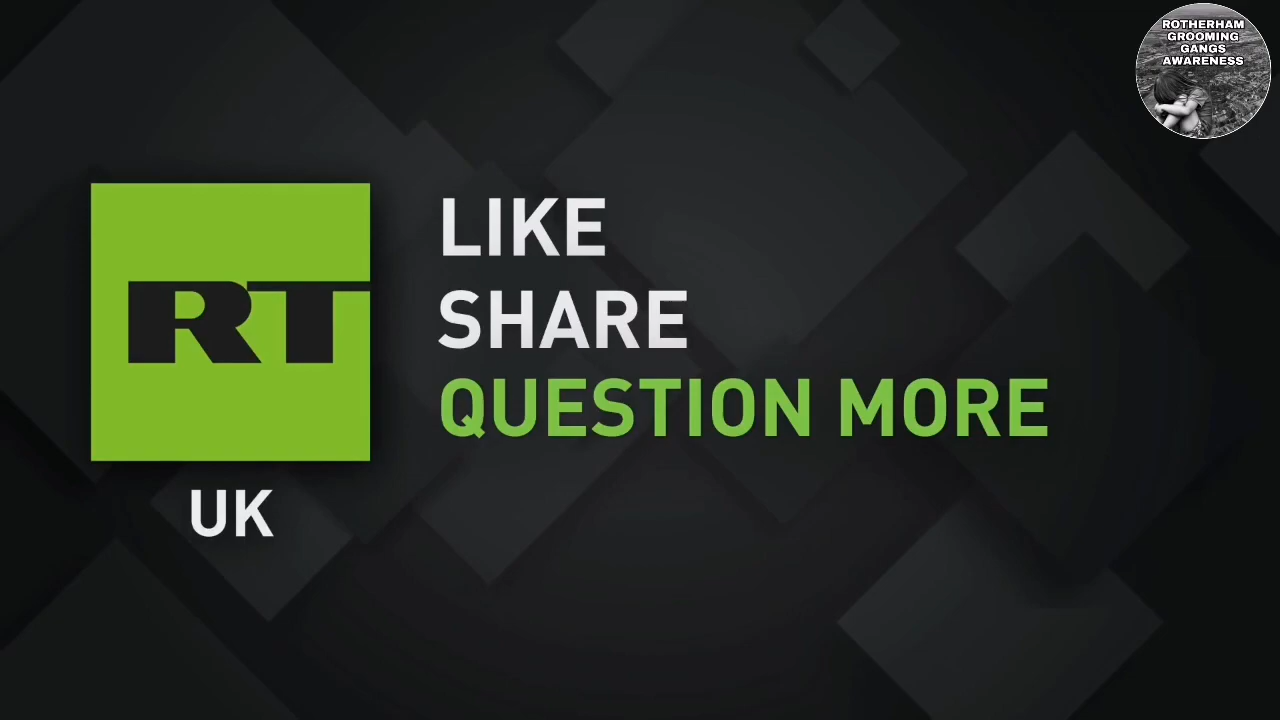 ROTHERHAM
GROOMING
GANGS
AWARENESS
RT
UK
LIKE
SHARE
QUESTION MORE